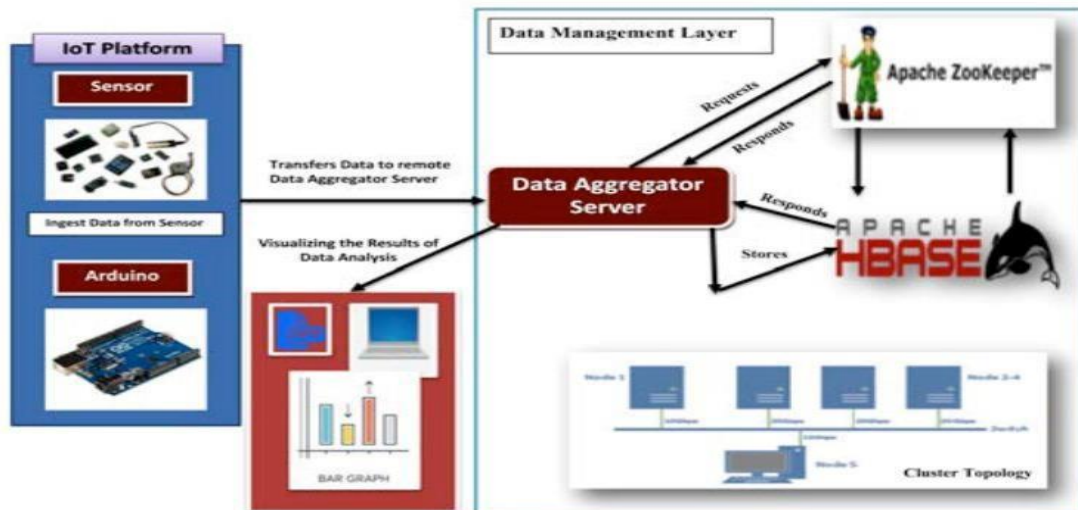 IoT Platform
Sensor
Ingest Data from Sensor
Arduino
Transfers Data to remote
Data Aggregator Server
Visualizing the Results of
Data Analysis
BAR GRAPH
Data Management Layer
Requests
Responds
Apache ZooKeeper™
Data Aggregator
Server
Responds
Stores
APACHE
HBASE
Node 1
Node 2-4
Node 5
Cluster Topology